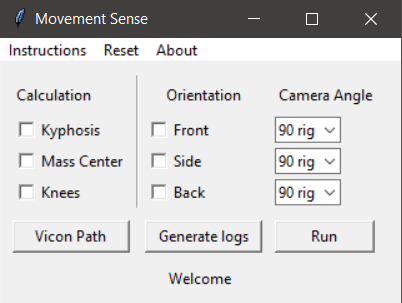 Movement Sense
Instructions Reset About
Calculation Orientation Camera Angle
Kyphosis Front 90 rig
Mass Center Side 90 rig
Knees Back 90 rig
Vicon Path Generate logs Run
Welcome